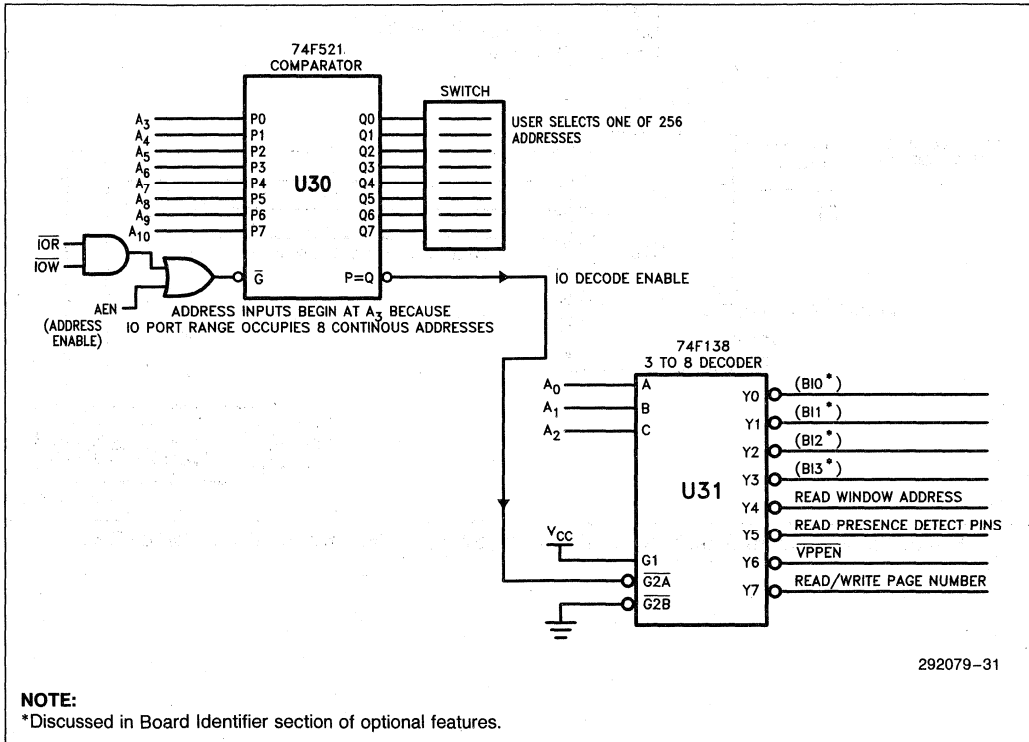 74F521
COMPARATOR
SWITCH
USER SELECTS ONE OF 256
ADDRESSES
A3 P0 Q0
A4 P1 Q1
A5 P2 Q2
A6 P3 Q3
A7 P4 U30 Q4
A8 P5 Q5
A9 P6 Q6
A10 P7 Q7
IOR
IOW
G P=Q IO DECODE ENABLE
AEN
(ADDRESS
ENABLE)
ADDRESS INPUTS BEGIN AT A3 BECAUSE
IO PORT RANGE OCCUPIES 8 CONTINOUS ADDRESSES
74F138
3 TO 8 DECODER
A0 A Y0 (BI0*)
A1 B Y1 (BI1*)
A2 C Y2 (BI2*)
Y3 (BI3*)
U31
Y4 READ WINDOW ADDRESS
Y5 READ PRESENCE DETECT PINS
VCC G1 Y6 VPPEN
G2A Y7 READ/WRITE PAGE NUMBER
G2B
292079-31
NOTE:
*Discussed in Board Identifier section of optional features.